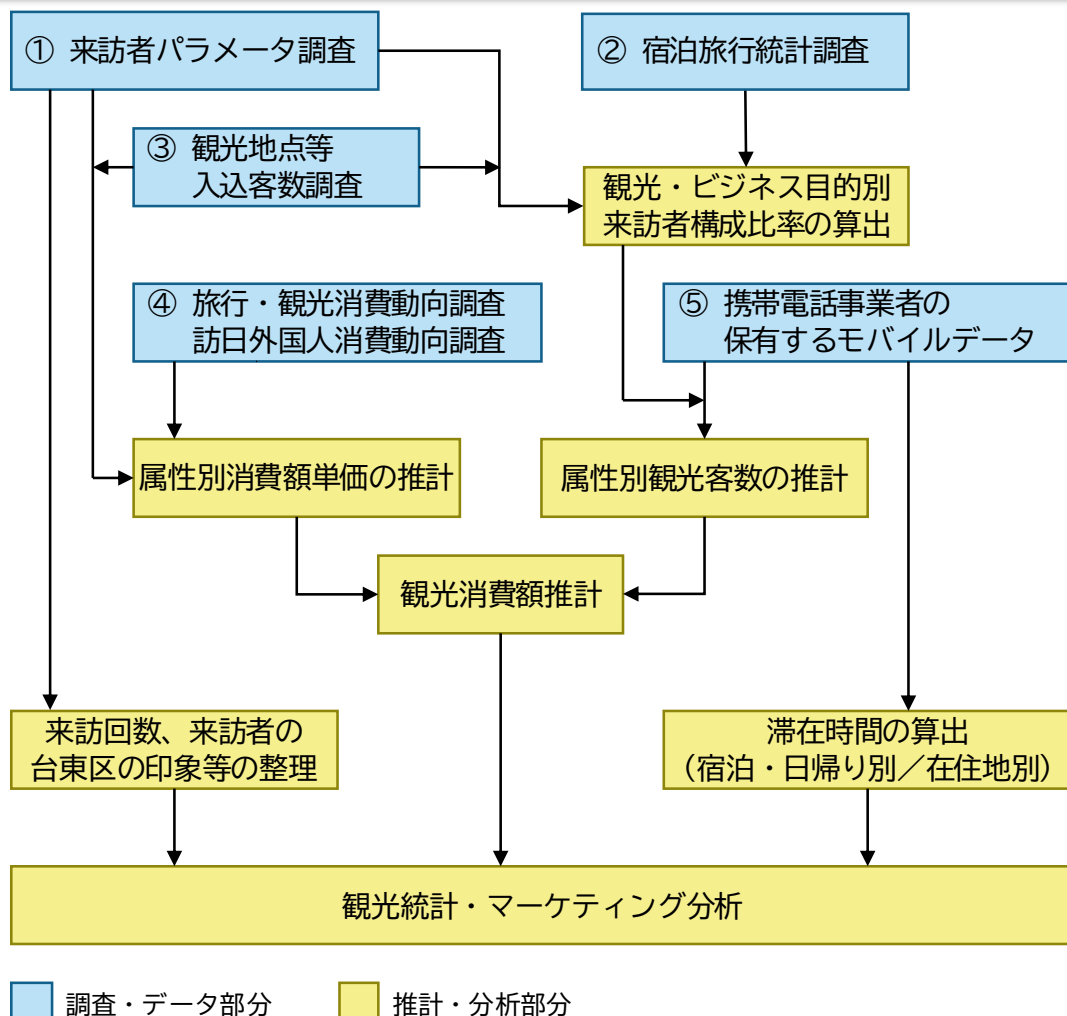 ① 来訪者パラメータ調査
② 宿泊旅行統計調査
③ 観光地点等
入込客数調査
観光・ビジネス目的別
来訪者構成比率の算出
④ 旅行・観光消費動向調査
訪日外国人消費動向調査
⑤ 携帯電話事業者の
保有するモバイルデータ
属性別消費額単価の推計
属性別観光客数の推計
観光消費額推計
来訪回数、来訪者の
台東区の印象等の整理
滞在時間の算出
（宿泊・日帰り別／在住地別）
観光統計・マーケティング分析
調査・データ部分
推計・分析部分